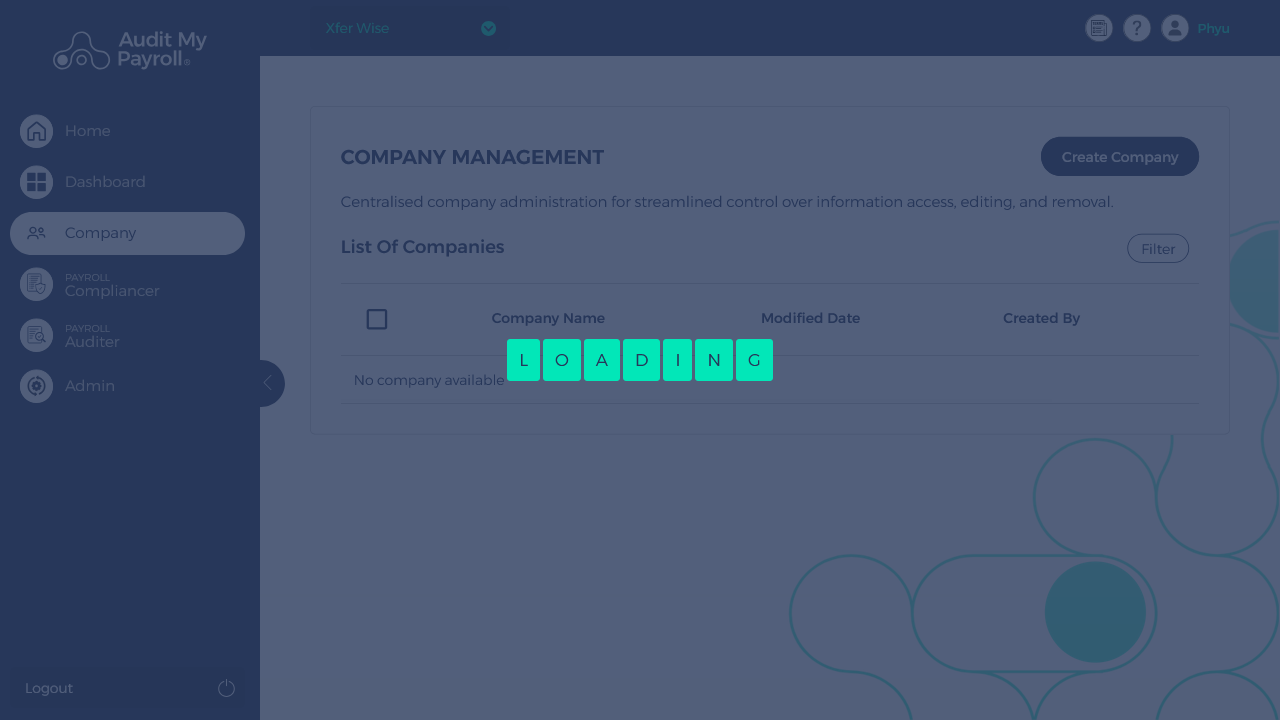 Audit My
Payroll®
Xfer Wise
?
Phyu
Home
Dashboard
Company
PAYROLL
Compliancer
PAYROLL
Auditer
Admin
Logout
COMPANY MANAGEMENT
Create Company
Centralised company administration for streamlined control over information access, editing, and removal.
List Of Companies
Filter
Company Name Modified Date Created By
LOADING
No company available